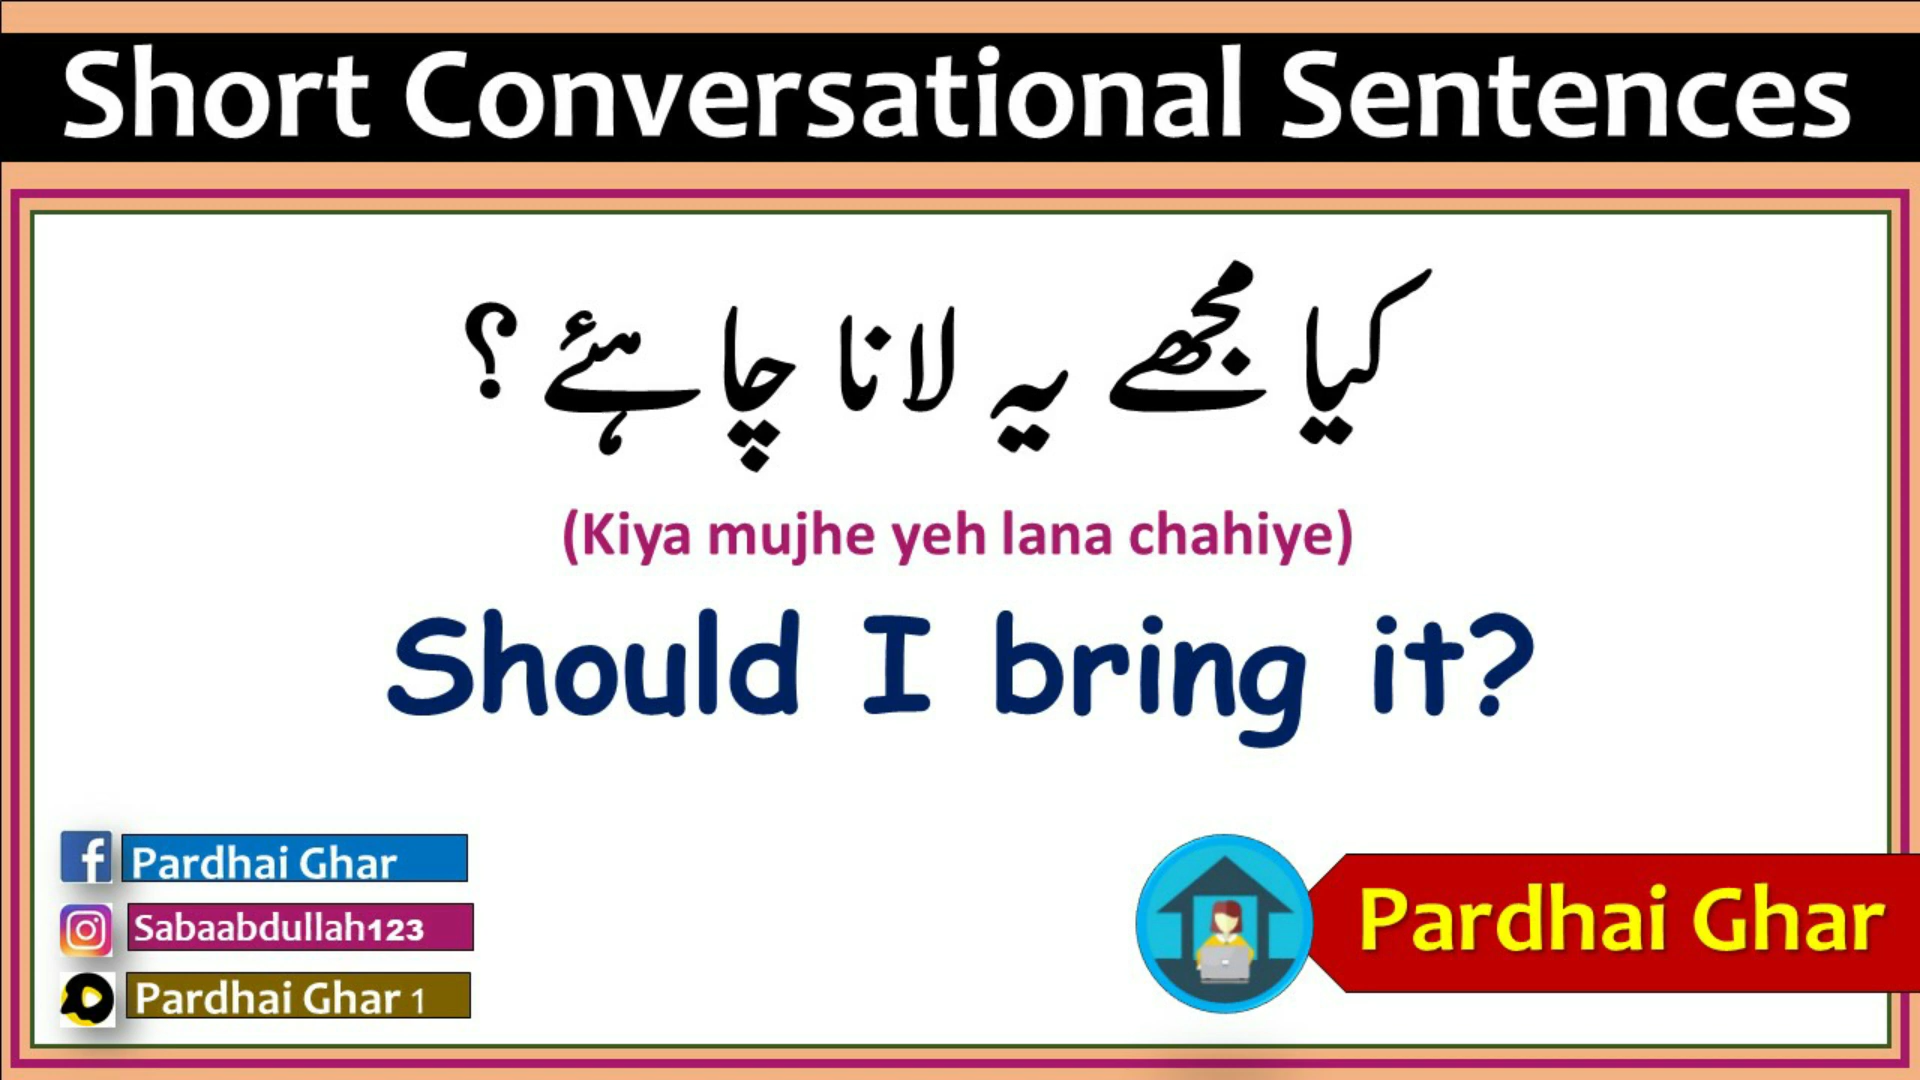 Short Conversational Sentences
کیا مجھے یہ لانا چاہئے ؟
(Kiya mujhe yeh lana chahiye)
Should I bring it?
Pardhai Ghar
Sabaabdullah123
Pardhai Ghar 1
Pardhai Ghar